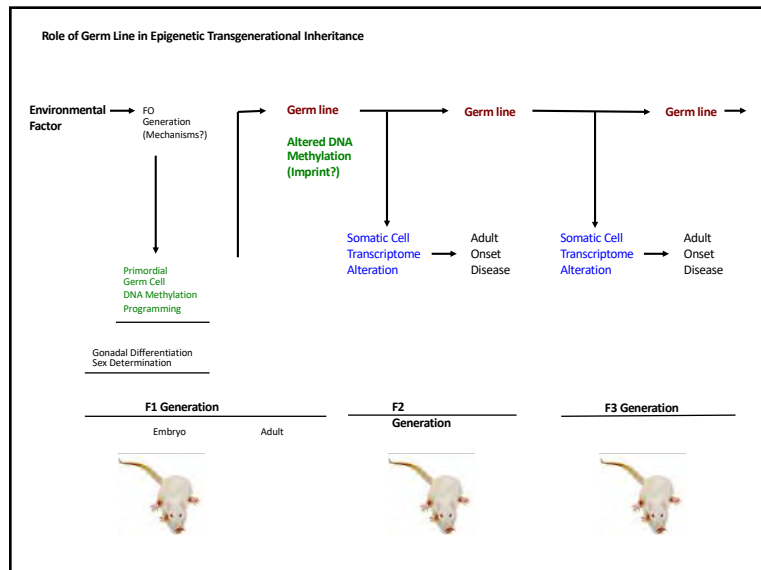 Role of Germ Line in Epigenetic Transgenerational Inheritance
Environmental
Factor
FO
Generation
(Mechanisms?)
Germ line
Germ line
Germ line
Altered DNA
Methylation
(Imprint?)
Somatic Cell
Transcriptome
Alteration
Adult
Onset
Disease
Somatic Cell
Transcriptome
Alteration
Adult
Onset
Disease
Primordial
Germ Cell
DNA Methylation
Programming
Gonadal Differentiation
Sex Determination
F1 Generation
Embryo
Adult
F2
Generation
F3 Generation